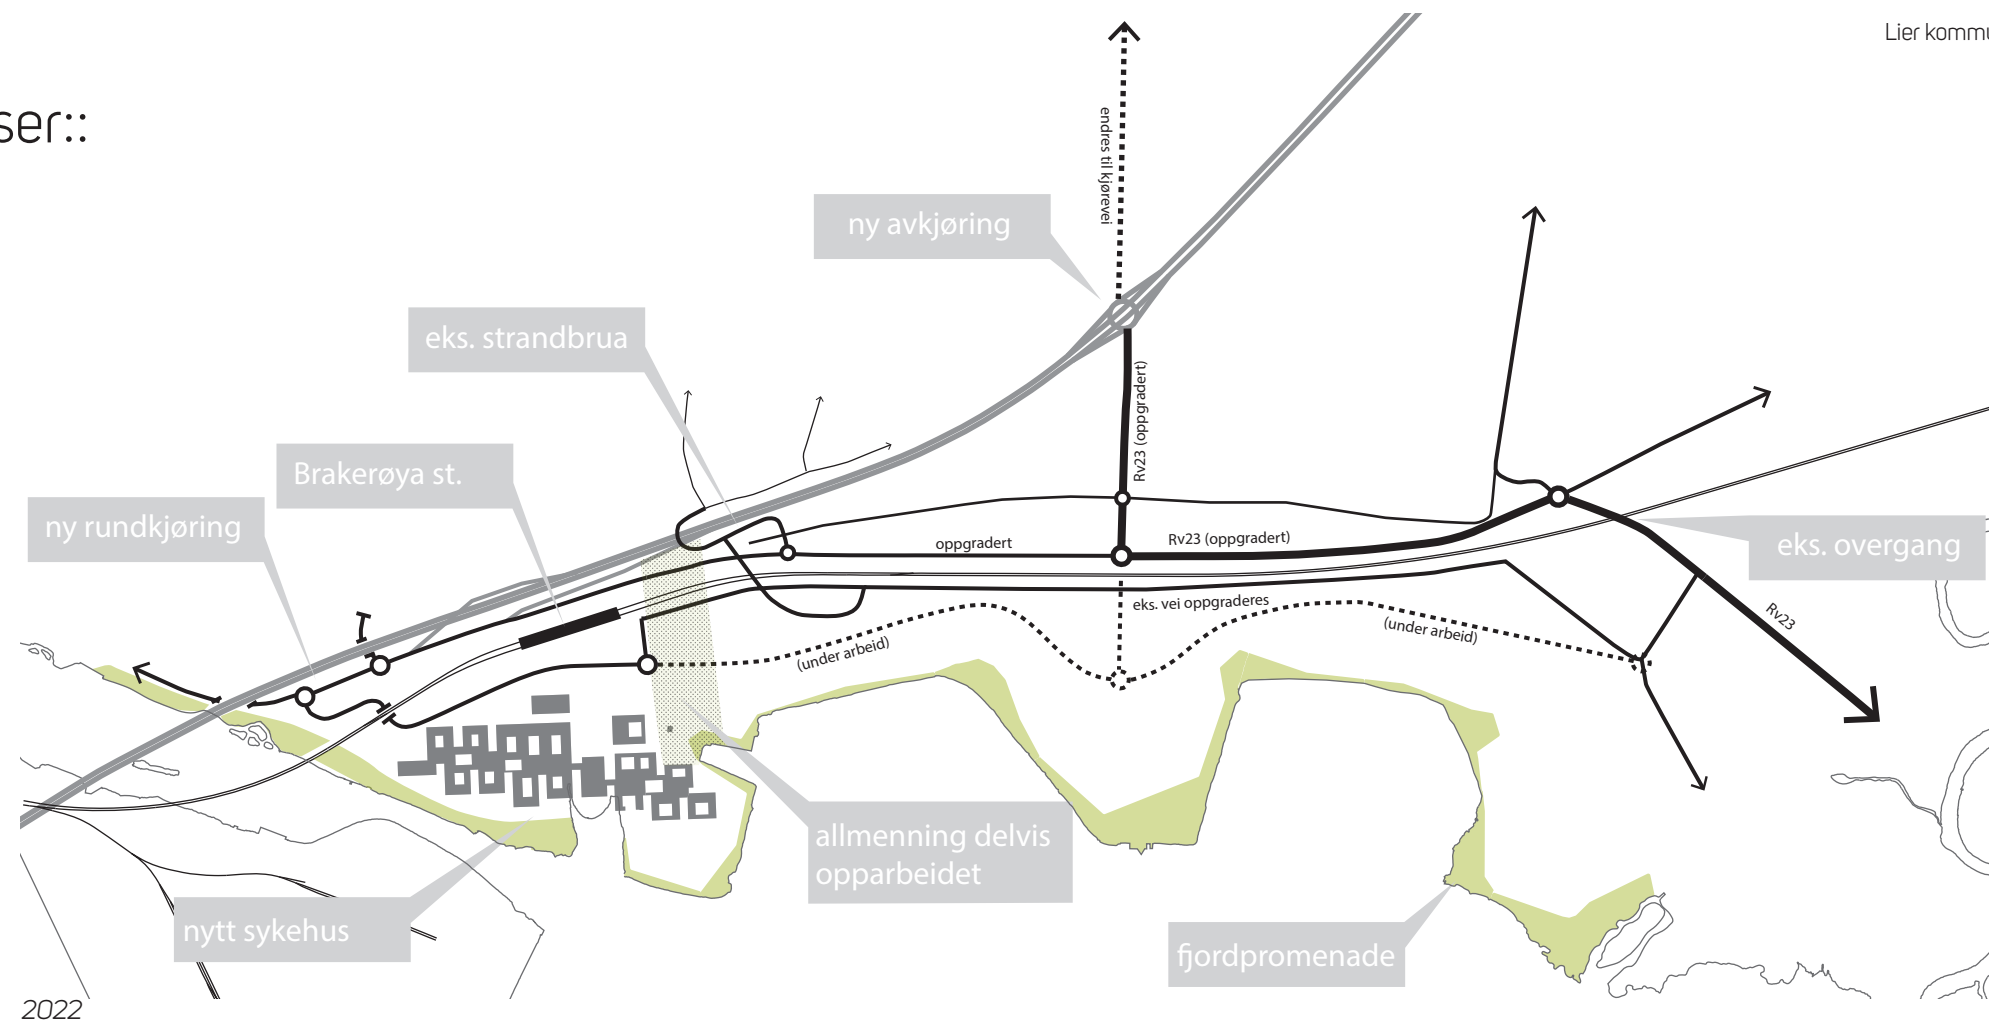 Lier kommu
ser::
endres til kjørevei
ny avkjøring
eks. strandbrua
Rv23 (oppgradert)
Brakerøya st.
ny rundkjøring
oppgradert
Rv23 (oppgradert)
eks. overgang
eks. vei oppgraderes
Rv23
(under arbeid)
(under arbeid)
allmenning delvis
opparbeidet
nytt sykehus
fjordpromenade
2022